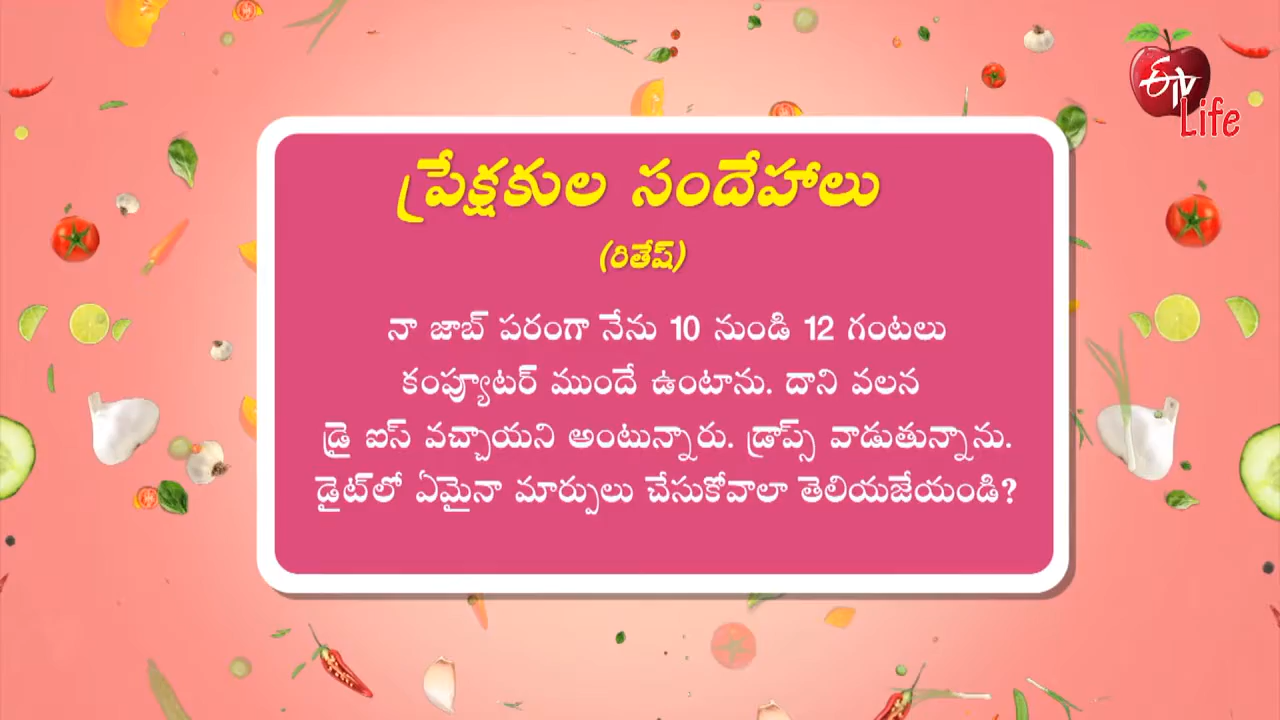 ETV
Life
ప్రేక్షకుల సందేహాలు
(రితేష్)
నా జాబ్ పరంగా నేను 10 నుండి 12 గంటలు
కంప్యూటర్ ముందే ఉంటాను. దాని వలన
డ్రై ఐస్ వచ్చాయని అంటున్నారు. డ్రాప్స్ వాడుతున్నాను.
డైట్‌లో ఏమైనా మార్పులు చేసుకోవాలా తెలియజేయండి?